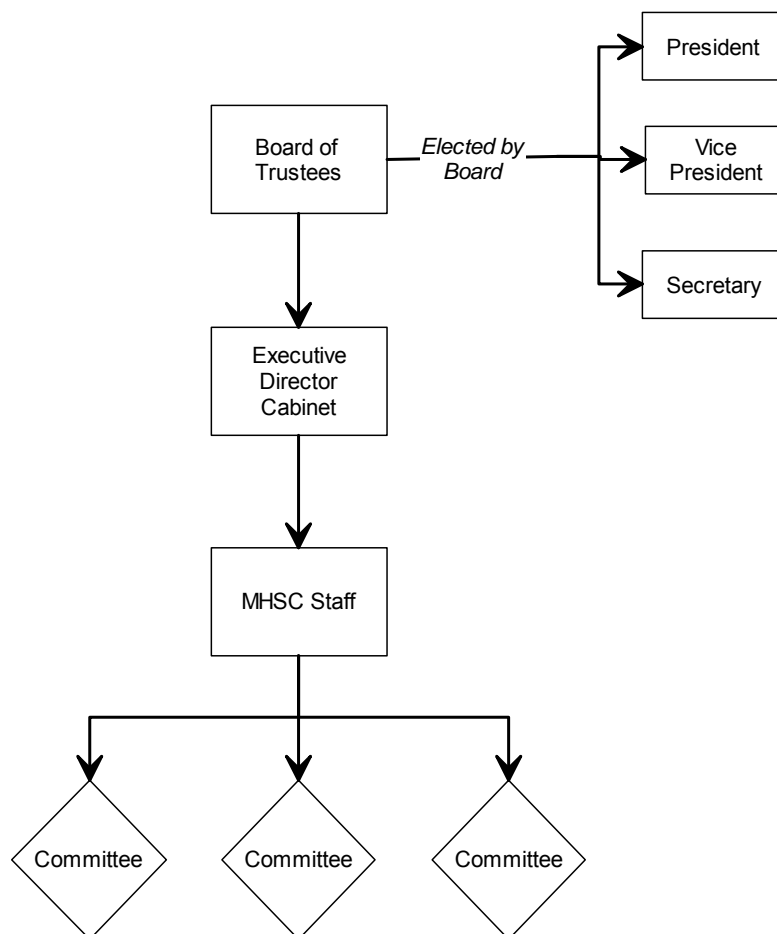 President
Board of
Trustees
Elected by
Board
Vice
President
Secretary
Executive
Director
Cabinet
MHSC Staff
Committee
Committee
Committee